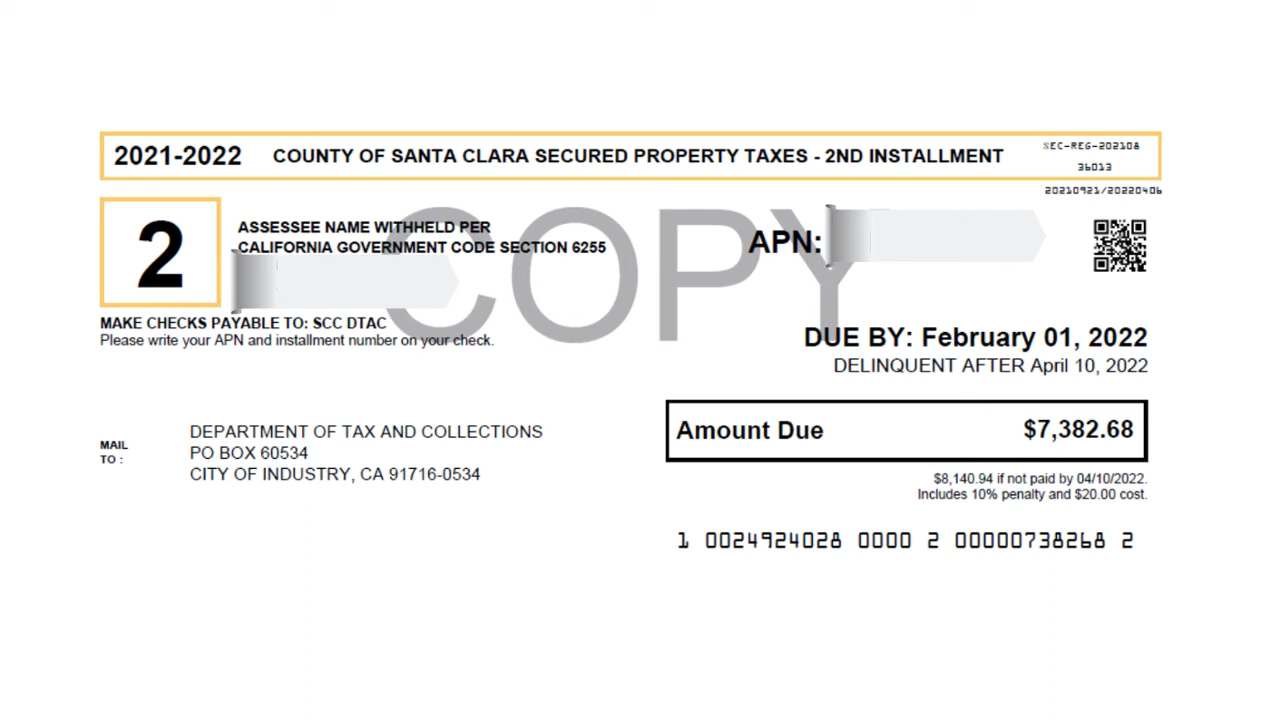 2021-2022 COUNTY OF SANTA CLARA SECURED PROPERTY TAXES - 2ND INSTALLMENT
SEC-REG-202108
36013
20210921/20220406
2
ASSESSEE NAME WITHHELD PER
CALIFORNIA GOVERNMENT CODE SECTION 6255
COPY
APN:
MAKE CHECKS PAYABLE TO: SCC DTAC
Please write your APN and installment number on your check.
DUE BY: February 01, 2022
DELINQUENT AFTER April 10, 2022
MAIL
TO :
DEPARTMENT OF TAX AND COLLECTIONS
PO BOX 60534
CITY OF INDUSTRY, CA 91716-0534
Amount Due $7,382.68
$8,140.94 if not paid by 04/10/2022.
Includes 10% penalty and $20.00 cost.
1 0024924028 0000 2 00000738268 2